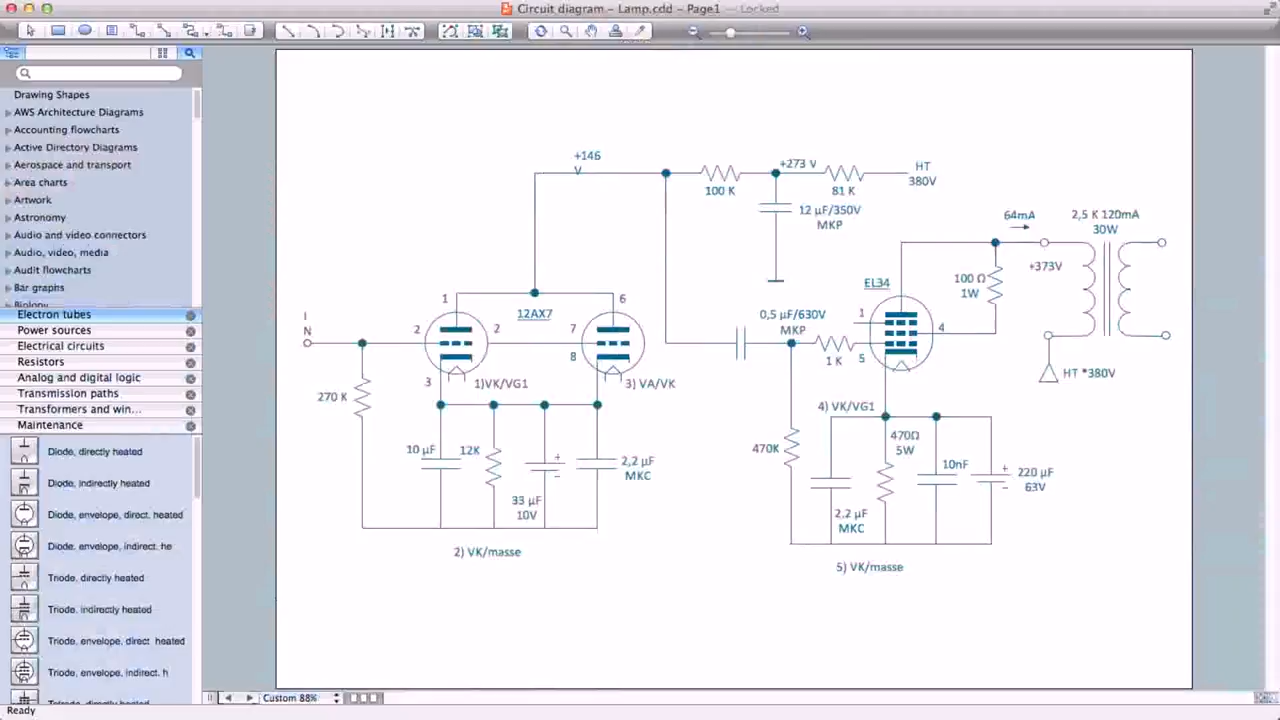 Circuit diagram - Lamp.cdd - Page1 - Locked
Drawing Shapes
AWS Architecture Diagrams
Accounting flowcharts
Active Directory Diagrams
Aerospace and transport
Area charts
Artwork
Astronomy
Audio and video connectors
Audio, video, media
Audit flowcharts
Bar graphs
Biology
Electron tubes
Power sources
Electrical circuits
Resistors
Analog and digital logic
Transmission paths
Transformers and win...
Maintenance
Diode, directly heated
Diode, indirectly heated
Diode, envelope, direct, heated
Diode, envelope, indirect, he
Triode, directly heated
Triode, indirectly heated
Triode, envelope, direct heated
Triode, envelope, indirect, h
Tetrode, directly heated
Ready
Custom 88%
+146
V
100 K
+273 V
81 K
HT
380V
12 µF/350V
MKP
64mA
2,5 K 120mA
30W
+373V
100 Ω
1W
EL34
1
4
5
HT *380V
I
N
1
2
2
3
12AX7
6
7
8
1)VK/VG1
3) VA/VK
0,5 µF/630V
MKP
1 K
270 K
10 µF
12K
+
-
33 µF
10V
2,2 µF
MKC
2) VK/masse
4) VK/VG1
470K
2,2 µF
MKC
470Ω
5W
10nF
+
-
220 µF
63V
5) VK/masse